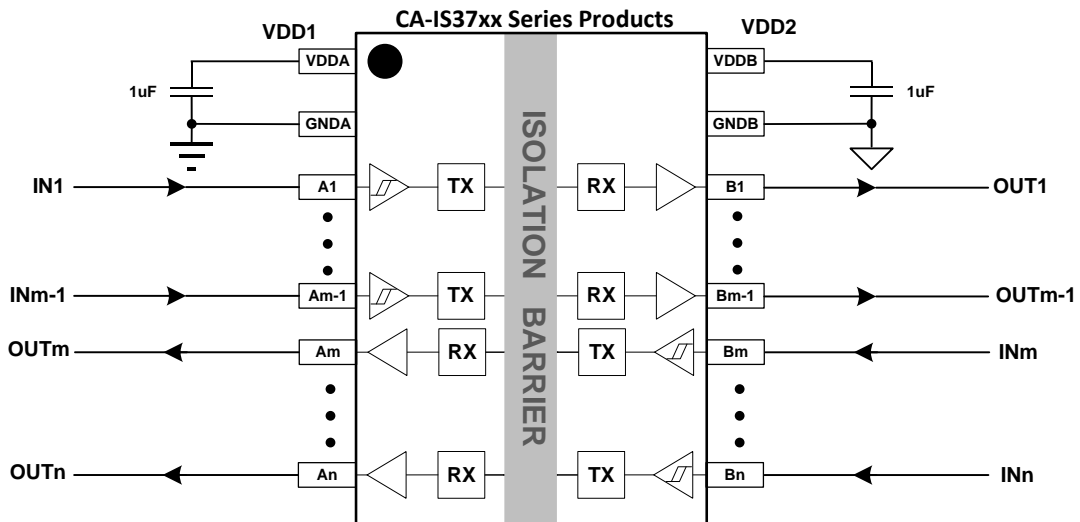 CA-IS37xx Series Products
VDD1
VDD2
VDDA
VDDB
1uF
1uF
GNDA
GNDB
ISOLATION BARRIER
IN1
A1
TX
RX
B1
OUT1
INm-1
Am-1
TX
RX
Bm-1
OUTm-1
OUTm
Am
RX
TX
Bm
INm
OUTn
An
RX
TX
Bn
INn